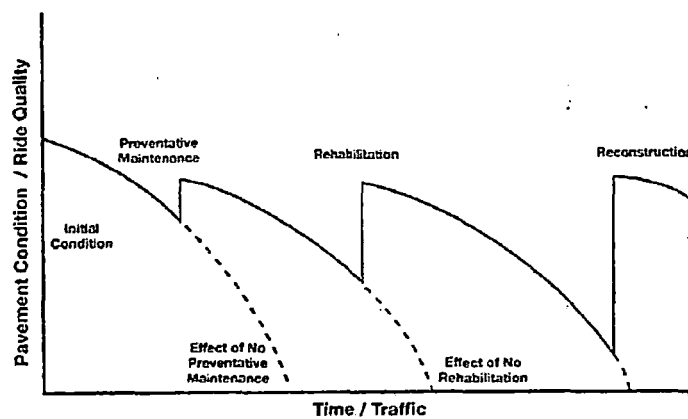 Pavement Condition / Ride Quality
Preventative
Maintenance
Rehabilitation
Reconstruction
Initial
Condition
Effect of No
Preventative
Maintenance
Effect of No
Rehabilitation
Time / Traffic